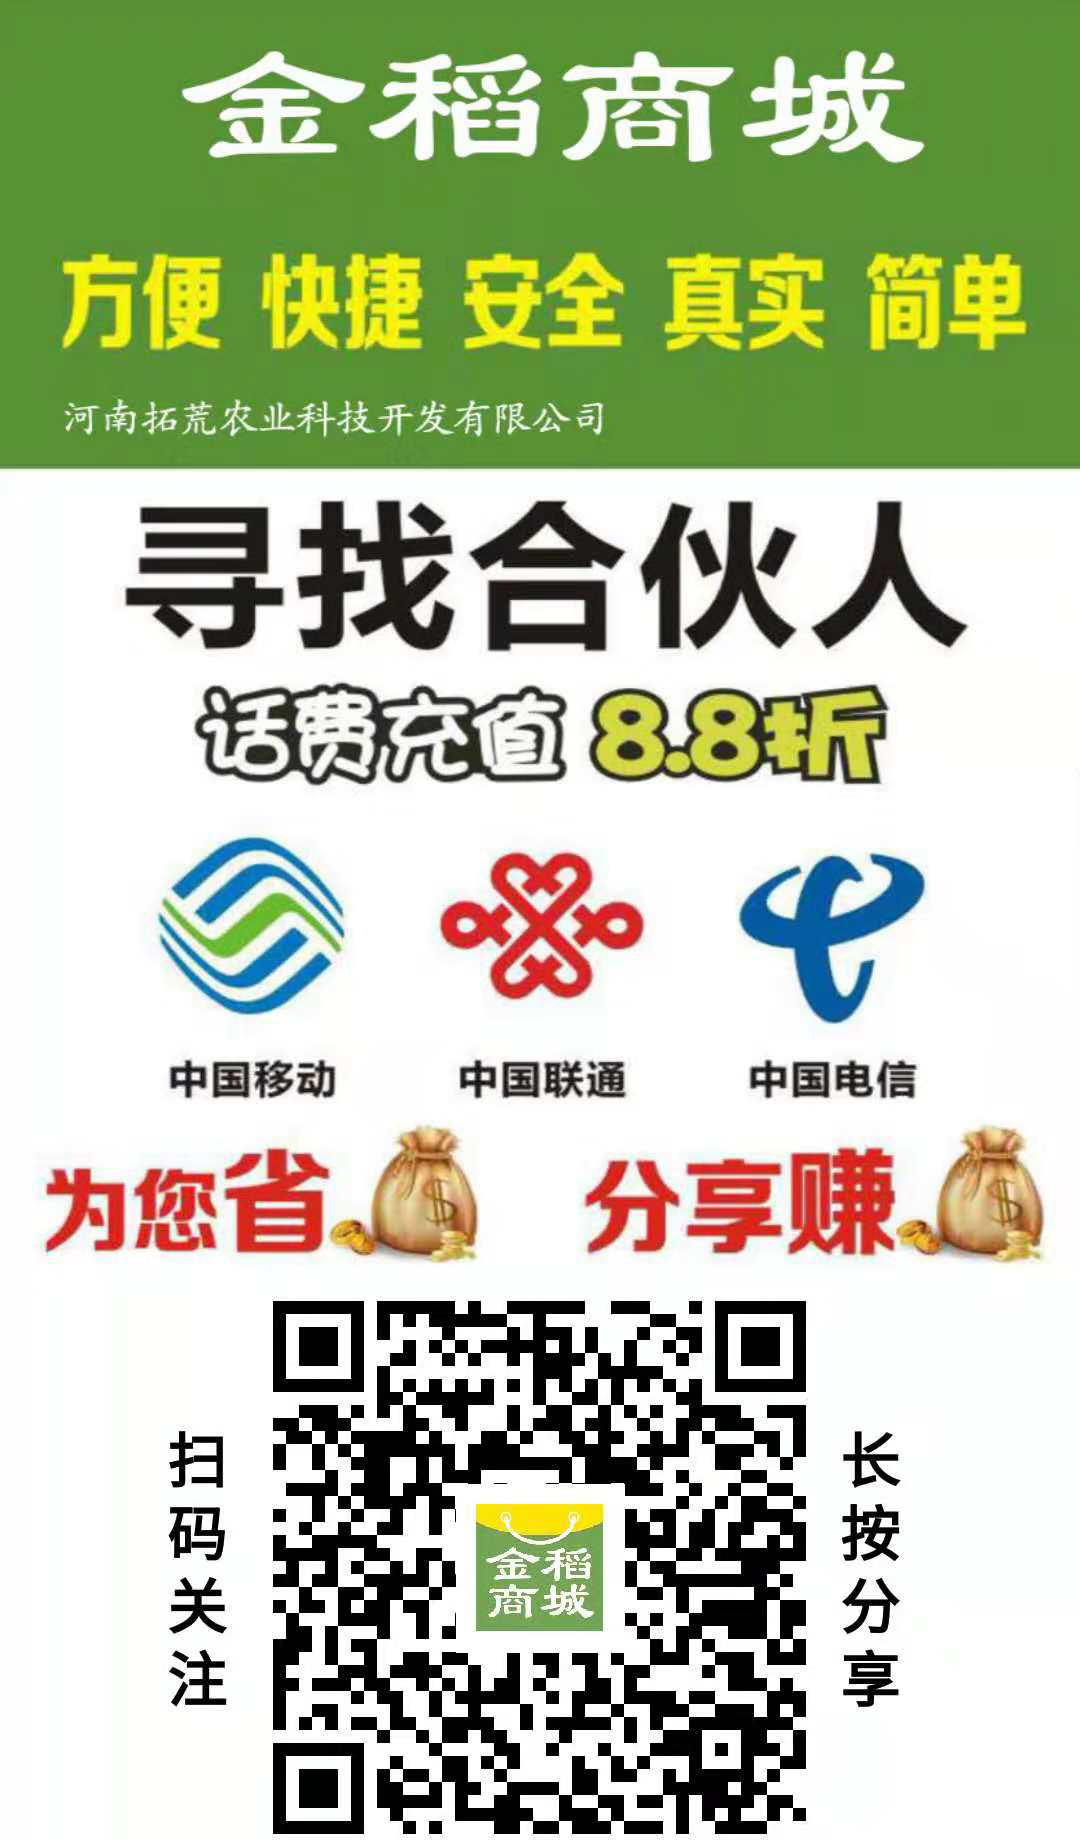 金稻商城
方便 快捷 安全 真实 简单
河南拓荒农业科技开发有限公司
寻找合伙人
话费充值 8.8折
中国移动 中国联通 中国电信
为您省 分享赚
扫码关注
金稻
商城
长按分享